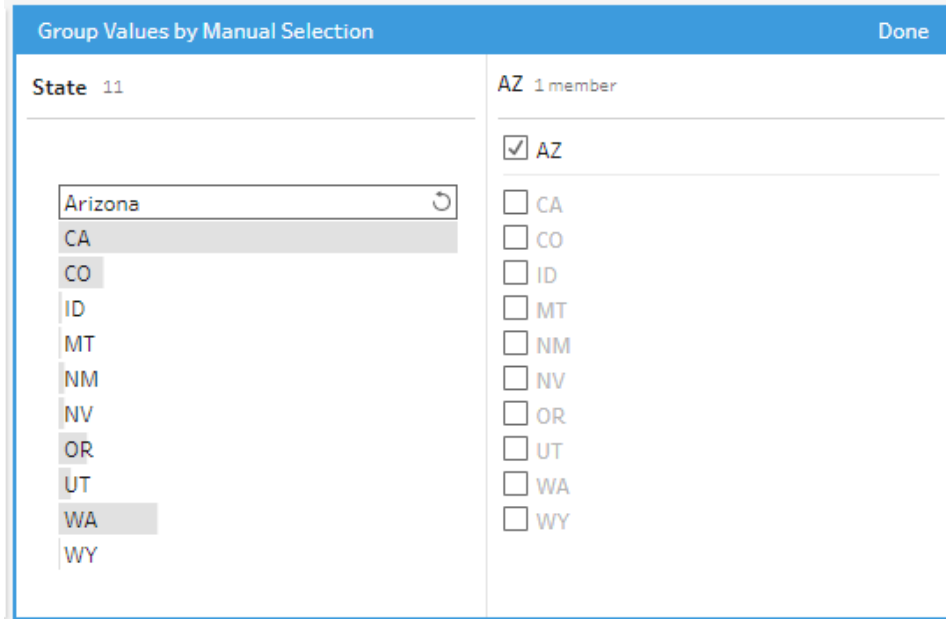 Group Values by Manual Selection Done
State 11
Arizona
CA
CO
ID
MT
NM
NV
OR
UT
WA
WY
AZ 1 member
AZ
CA
CO
ID
MT
NM
NV
OR
UT
WA
WY